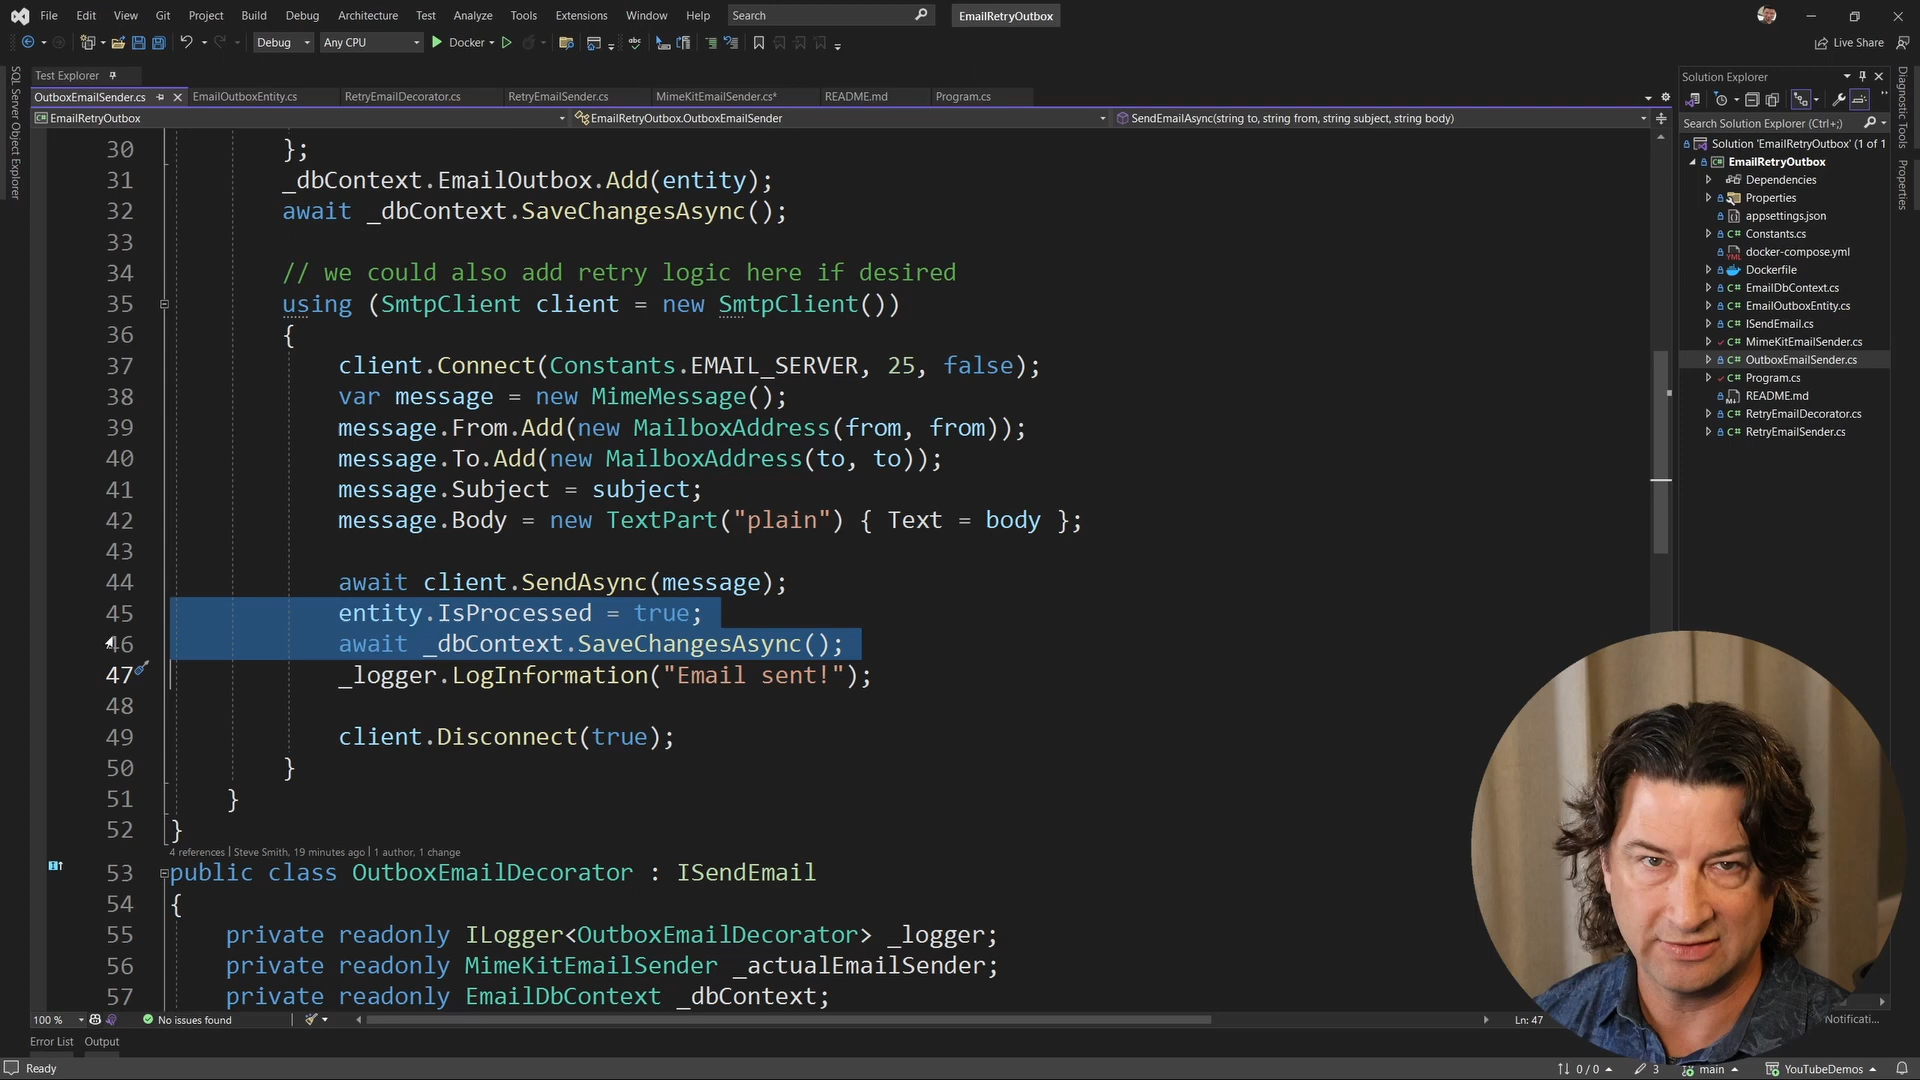 File Edit View Git Project Build Debug Architecture Test Analyze Tools Extensions Window Help Search EmailRetryOutbox
Debug Any CPU Docker Live Share
Test Explorer
OutboxEmailSender.cs EmailOutboxEntity.cs RetryEmailDecorator.cs RetryEmailSender.cs MimeKitEmailSender.cs* README.md Program.cs
EmailRetryOutbox EmailRetryOutbox.OutboxEmailSender SendEmailAsync(string to, string from, string subject, string body)
SQL Server Object Explorer
30 };
31 _dbContext.EmailOutbox.Add(entity);
32 await _dbContext.SaveChangesAsync();
33
34 // we could also add retry logic here if desired
35 using (SmtpClient client = new SmtpClient())
36 {
37 client.Connect(Constants.EMAIL_SERVER, 25, false);
38 var message = new MimeMessage();
39 message.From.Add(new MailboxAddress(from, from));
40 message.To.Add(new MailboxAddress(to, to));
41 message.Subject = subject;
42 message.Body = new TextPart("plain") { Text = body };
43
44 await client.SendAsync(message);
45 entity.IsProcessed = true;
46 await _dbContext.SaveChangesAsync();
47 _logger.LogInformation("Email sent!");
48
49 client.Disconnect(true);
50 }
51 }
52 }
4 references | Steve Smith, 19 minutes ago | 1 author, 1 change
53 public class OutboxEmailDecorator : ISendEmail
54 {
55 private readonly ILogger<OutboxEmailDecorator> _logger;
56 private readonly MimeKitEmailSender _actualEmailSender;
57 private readonly EmailDbContext _dbContext;
100 % No issues found Ln: 47
Error List Output
Ready 0 / 0 3 main YouTubeDemos
Solution Explorer
Search Solution Explorer (Ctrl+;)
Solution 'EmailRetryOutbox' (1 of 1
EmailRetryOutbox
Dependencies
Properties
appsettings.json
C# Constants.cs
docker-compose.yml
Dockerfile
C# EmailDbContext.cs
C# EmailOutboxEntity.cs
C# ISendEmail.cs
C# MimeKitEmailSender.cs
C# OutboxEmailSender.cs
C# Program.cs
README.md
C# RetryEmailDecorator.cs
C# RetryEmailSender.cs
Diagnostic Tools
Properties
Notificati...